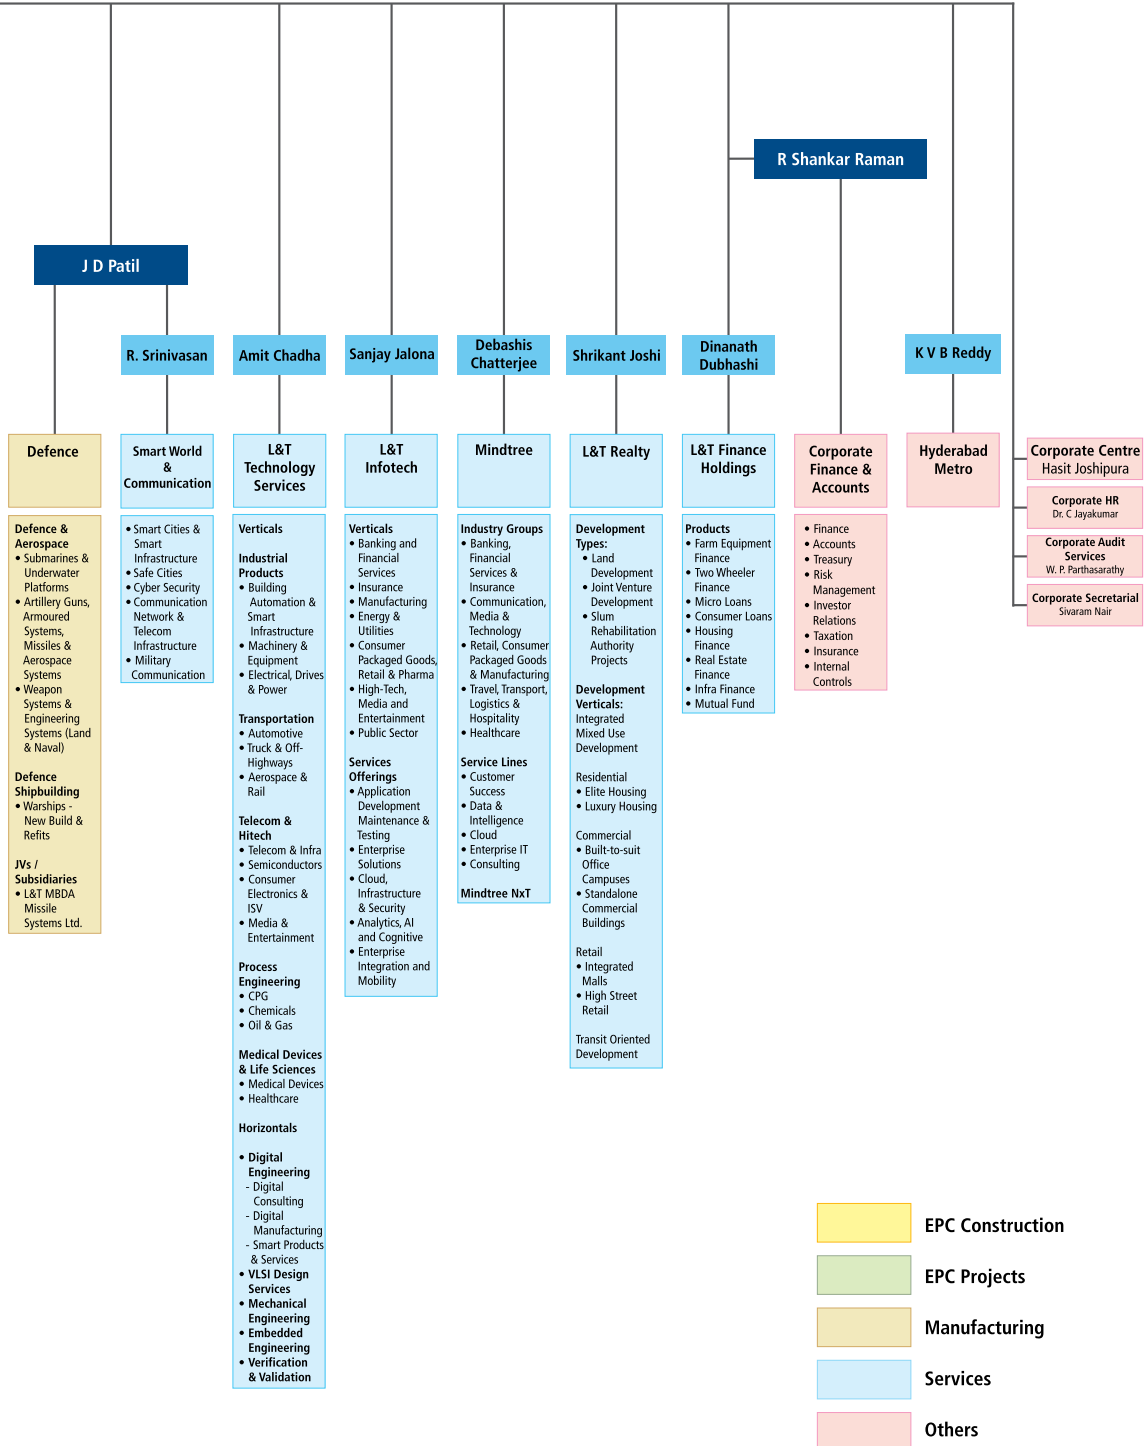 R Shankar Raman
J D Patil
R. Srinivasan
Amit Chadha
Sanjay Jalona
Debashis
Chatterjee
Shrikant Joshi
Dinanath
Dubhashi
K V B Reddy
Defence
Defence &
Aerospace
• Submarines &
Underwater
Platforms
• Artillery Guns,
Armoured
Systems,
Missiles &
Aerospace
Systems
• Weapon
Systems &
Engineering
Systems (Land
& Naval)
Defence
Shipbuilding
• Warships -
New Build &
Refits
JVs /
Subsidiaries
• L&T MBDA
Missile
Systems Ltd.
Smart World
&
Communication
• Smart Cities &
Smart
Infrastructure
• Safe Cities
• Cyber Security
• Communication
Network &
Telecom
Infrastructure
• Military
Communication
L&T
Technology
Services
Verticals
Industrial
Products
• Building
Automation &
Smart
Infrastructure
• Machinery &
Equipment
• Electrical, Drives
& Power
Transportation
• Automotive
• Truck & Off-
Highways
• Aerospace &
Rail
Telecom &
Hitech
• Telecom & Infra
• Semiconductors
• Consumer
Electronics &
ISV
• Media &
Entertainment
Process
Engineering
• CPG
• Chemicals
• Oil & Gas
Medical Devices
& Life Sciences
• Medical Devices
• Healthcare
Horizontals
• Digital
Engineering
- Digital
Consulting
- Digital
Manufacturing
- Smart Products
& Services
• VLSI Design
Services
• Mechanical
Engineering
• Embedded
Engineering
• Verification
& Validation
L&T
Infotech
Verticals
• Banking and
Financial
Services
• Insurance
• Manufacturing
• Energy &
Utilities
• Consumer
Packaged Goods,
Retail & Pharma
• High-Tech,
Media and
Entertainment
• Public Sector
Services
Offerings
• Application
Development
Maintenance &
Testing
• Enterprise
Solutions
• Cloud,
Infrastructure
& Security
• Analytics, AI
and Cognitive
• Enterprise
Integration and
Mobility
Mindtree
Industry Groups
• Banking,
Financial
Services &
Insurance
• Communication,
Media &
Technology
• Retail, Consumer
Packaged Goods
& Manufacturing
• Travel, Transport,
Logistics &
Hospitality
• Healthcare
Service Lines
• Customer
Success
• Data &
Intelligence
• Cloud
• Enterprise IT
• Consulting
Mindtree NxT
L&T Realty
Development
Types:
• Land
Development
• Joint Venture
Development
• Slum
Rehabilitation
Authority
Projects
Development
Verticals:
Integrated
Mixed Use
Development
Residential
• Elite Housing
• Luxury Housing
Commercial
• Built-to-suit
Office
Campuses
• Standalone
Commercial
Buildings
Retail
• Integrated
Malls
• High Street
Retail
Transit Oriented
Development
L&T Finance
Holdings
Products
• Farm Equipment
Finance
• Two Wheeler
Finance
• Micro Loans
• Consumer Loans
• Housing
Finance
• Real Estate
Finance
• Infra Finance
• Mutual Fund
Corporate
Finance &
Accounts
• Finance
• Accounts
• Treasury
• Risk
Management
• Investor
Relations
• Taxation
• Insurance
• Internal
Controls
Hyderabad
Metro
Corporate Centre
Hasit Joshipura
Corporate HR
Dr. C Jayakumar
Corporate Audit
Services
W. P. Parthasarathy
Corporate Secretarial
Sivaram Nair
EPC Construction
EPC Projects
Manufacturing
Services
Others